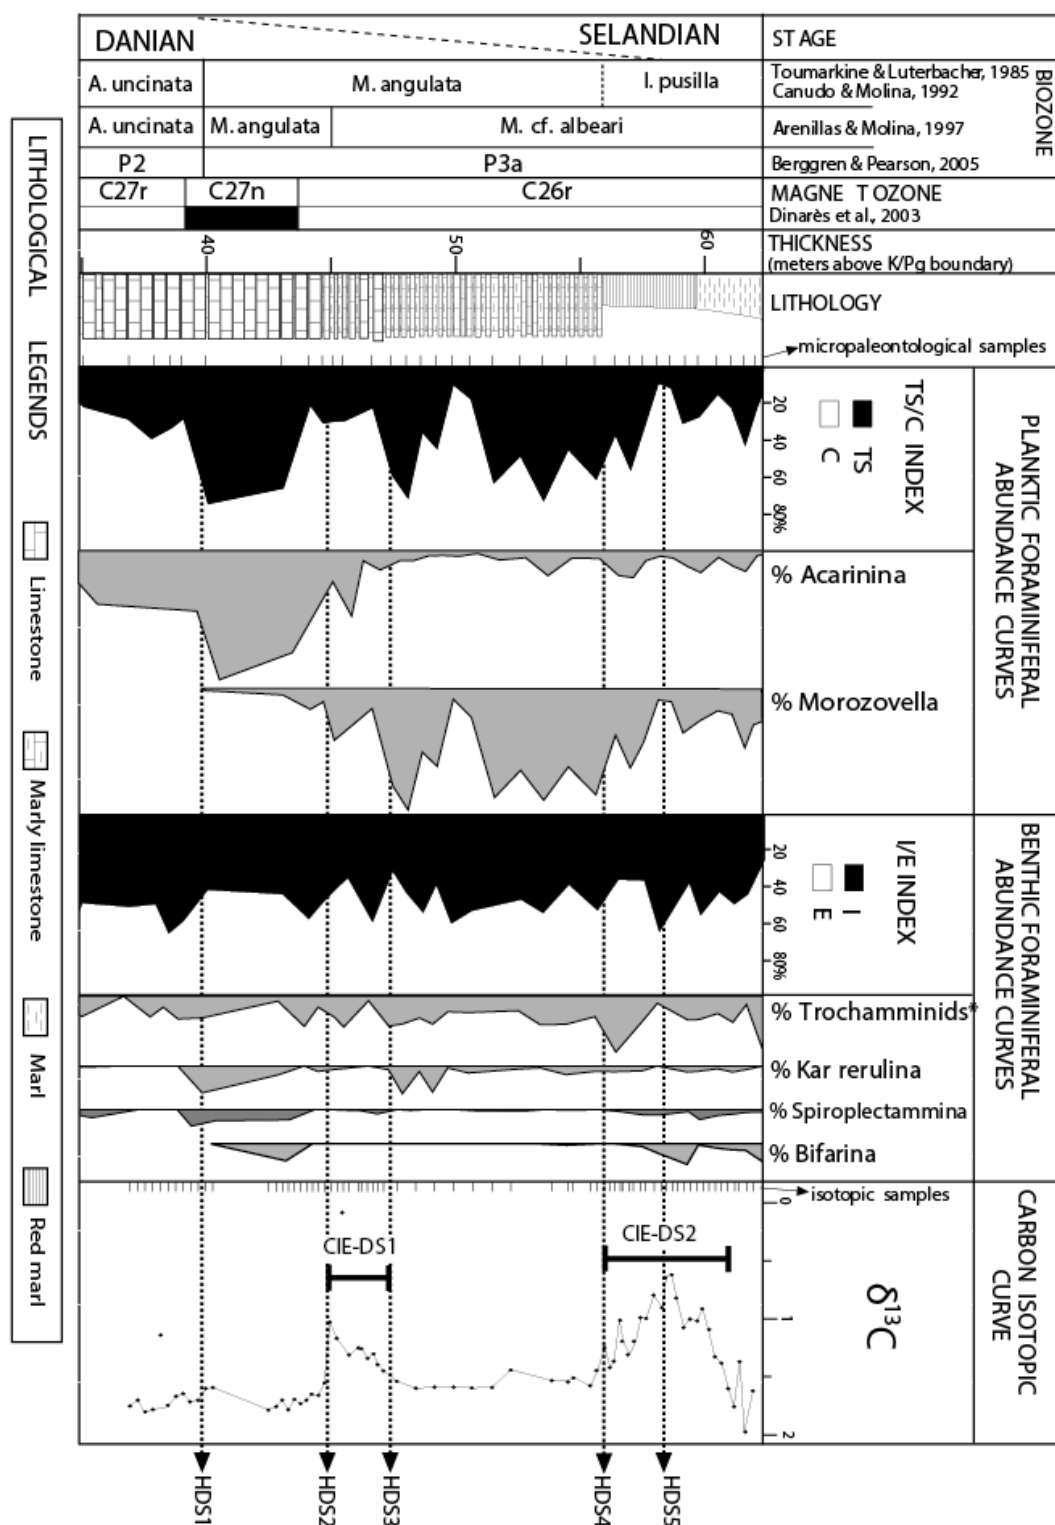 DANIAN
SELANDIAN
STAGE
A. uncinata
M. angulata
I. pusilla
Toumarkine & Luterbacher, 1985
Canudo & Molina, 1992
BIOZONE
A. uncinata
M. angulata
M. cf. albeari
Arenillas & Molina, 1997
P2
P3a
Berggren & Pearson, 2005
C27r
C27n
C26r
MAGNE T OZONE
Dinarès et al., 2003
40
50
60
THICKNESS
(meters above K/Pg boundary)
LITHOLOGY
micropaleontological samples
20
40
60
80%
TS/C INDEX
TS
C
PLANKTIC FORAMINIFERAL
ABUNDANCE CURVES
% Acarinina
% Morozovella
20
40
60
80%
I/E INDEX
I
E
BENTHIC FORAMINIFERAL
ABUNDANCE CURVES
% Trochamminids*
% Kar rerulina
% Spiroplectammina
% Bifarina
isotopic samples
0
1
2
CIE-DS1
CIE-DS2
δ13C
CARBON ISOTOPIC
CURVE
HDS1
HDS2
HDS3
HDS4
HDS5
LITHOLOGICAL LEGENDS
Limestone
Marly limestone
Marl
Red marl